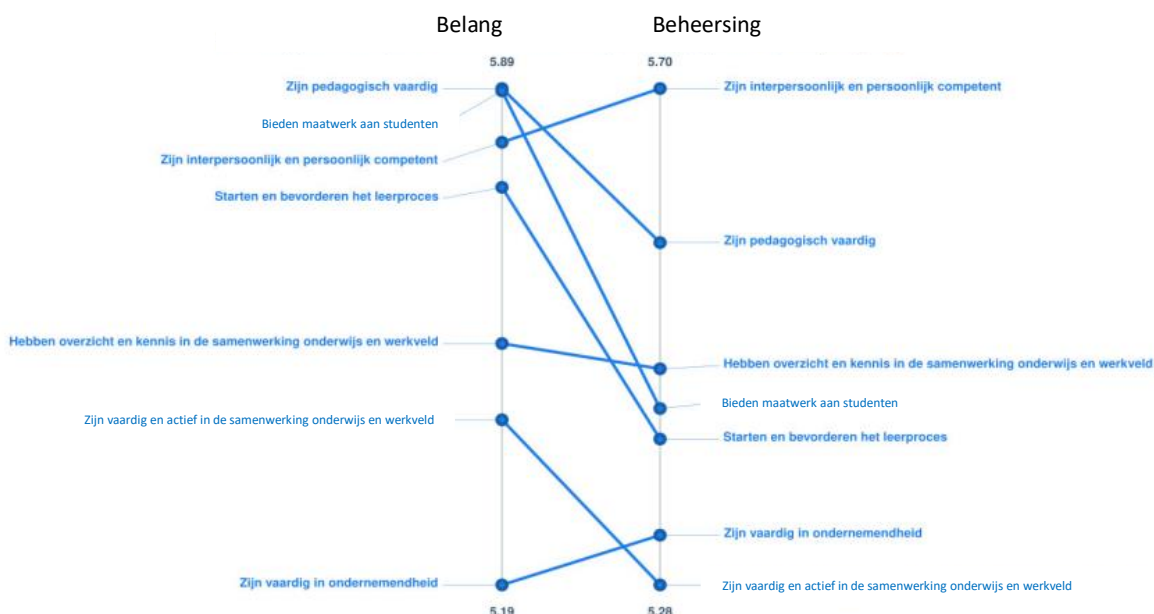 Belang
Beheersing
5.89
5.70
Zijn pedagogisch vaardig
Zijn interpersoonlijk en persoonlijk competent
Bieden maatwerk aan studenten
Zijn interpersoonlijk en persoonlijk competent
Starten en bevorderen het leerproces
Zijn pedagogisch vaardig
Hebben overzicht en kennis in de samenwerking onderwijs en werkveld
Hebben overzicht en kennis in de samenwerking onderwijs en werkveld
Bieden maatwerk aan studenten
Zijn vaardig en actief in de samenwerking onderwijs en werkveld
Starten en bevorderen het leerproces
Zijn vaardig in ondernemendheid
Zijn vaardig in ondernemendheid
Zijn vaardig en actief in de samenwerking onderwijs en werkveld
5.19
5.28